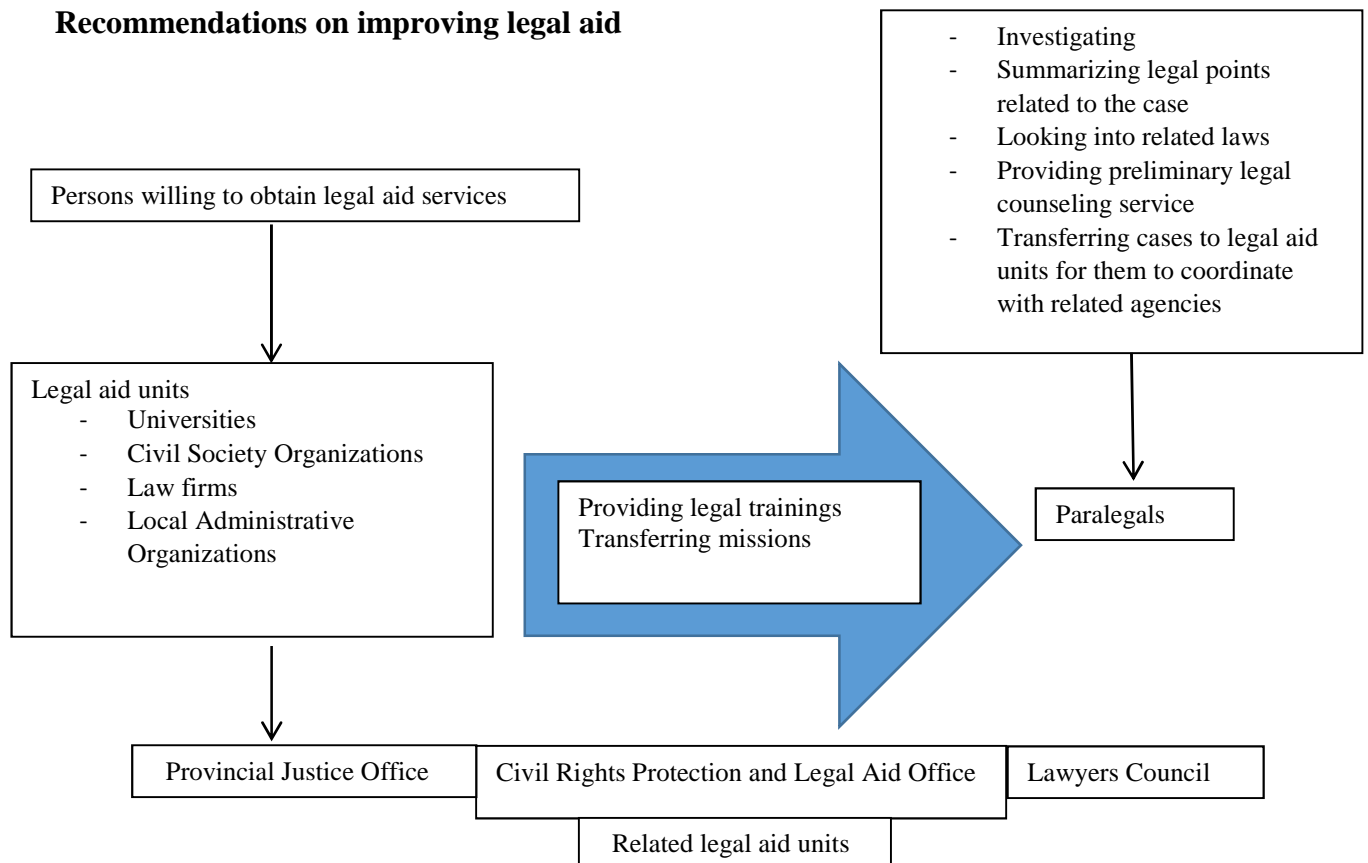 Recommendations on improving legal aid
- Investigating
- Summarizing legal points
related to the case
- Looking into related laws
- Providing preliminary legal
counseling service
- Transferring cases to legal aid
units for them to coordinate
with related agencies
Persons willing to obtain legal aid services
Legal aid units
- Universities
- Civil Society Organizations
- Law firms
- Local Administrative
Organizations
Providing legal trainings
Transferring missions
Paralegals
Provincial Justice Office
Civil Rights Protection and Legal Aid Office
Lawyers Council
Related legal aid units